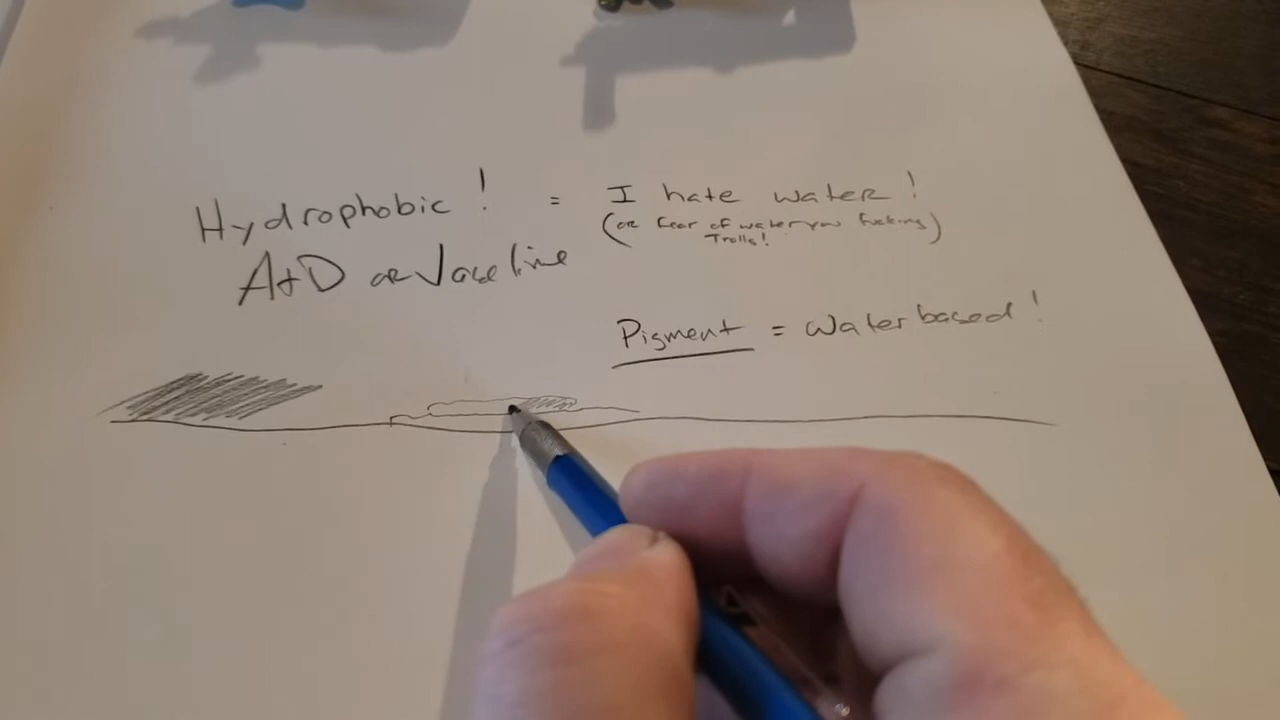 Hydrophobic! = I hate water!
(or fear of water you fucking)
Trolls!
A+D or Vaseline
Pigment = Water based!